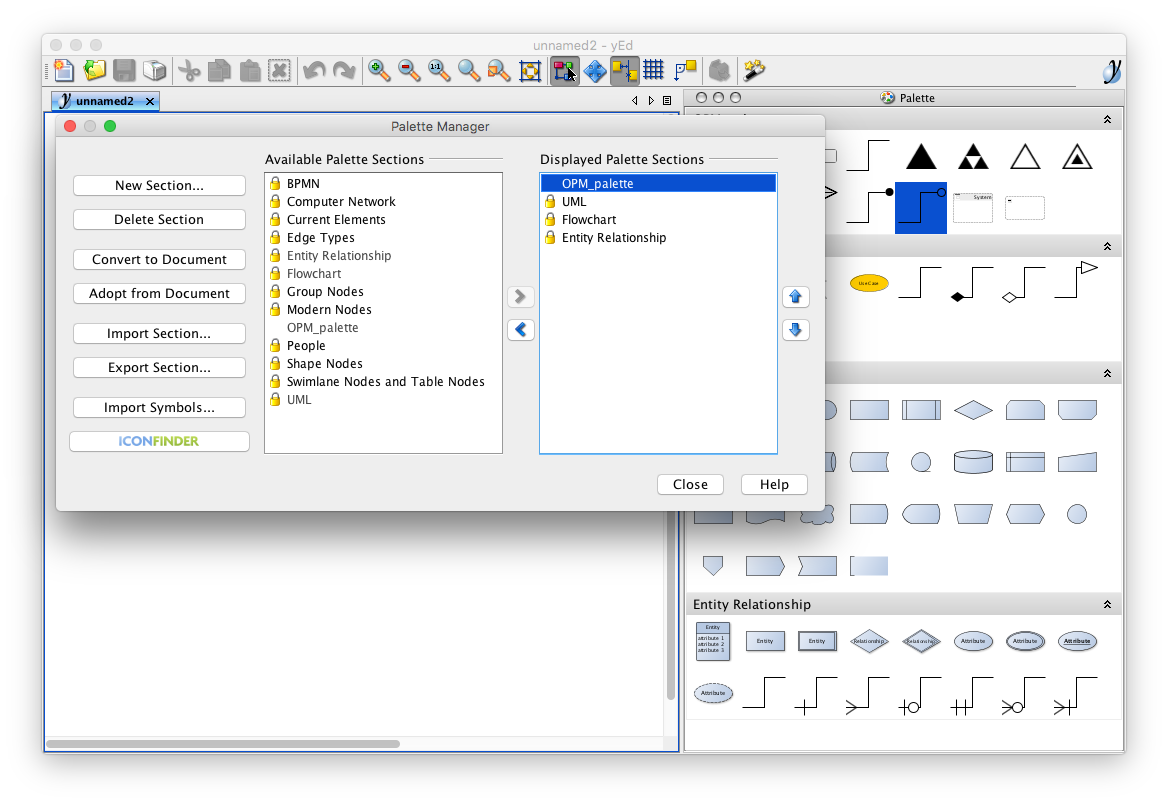 unnamed2 - yEd
1:1
y
y unnamed2
Palette
Palette Manager
Available Palette Sections
Displayed Palette Sections
New Section...
Delete Section
Convert to Document
Adopt from Document
Import Section...
Export Section...
Import Symbols...
ICONFINDER
BPMN
Computer Network
Current Elements
Edge Types
Entity Relationship
Flowchart
Group Nodes
Modern Nodes
OPM_palette
People
Shape Nodes
Swimlane Nodes and Table Nodes
UML
OPM_palette
UML
Flowchart
Entity Relationship
Close
Help
System
Use Case
Entity Relationship
Entity
attribute 1
attribute 2
attribute 3
Entity
Entity
Relationship
Relationship
Attribute
Attribute
Attribute
Attribute